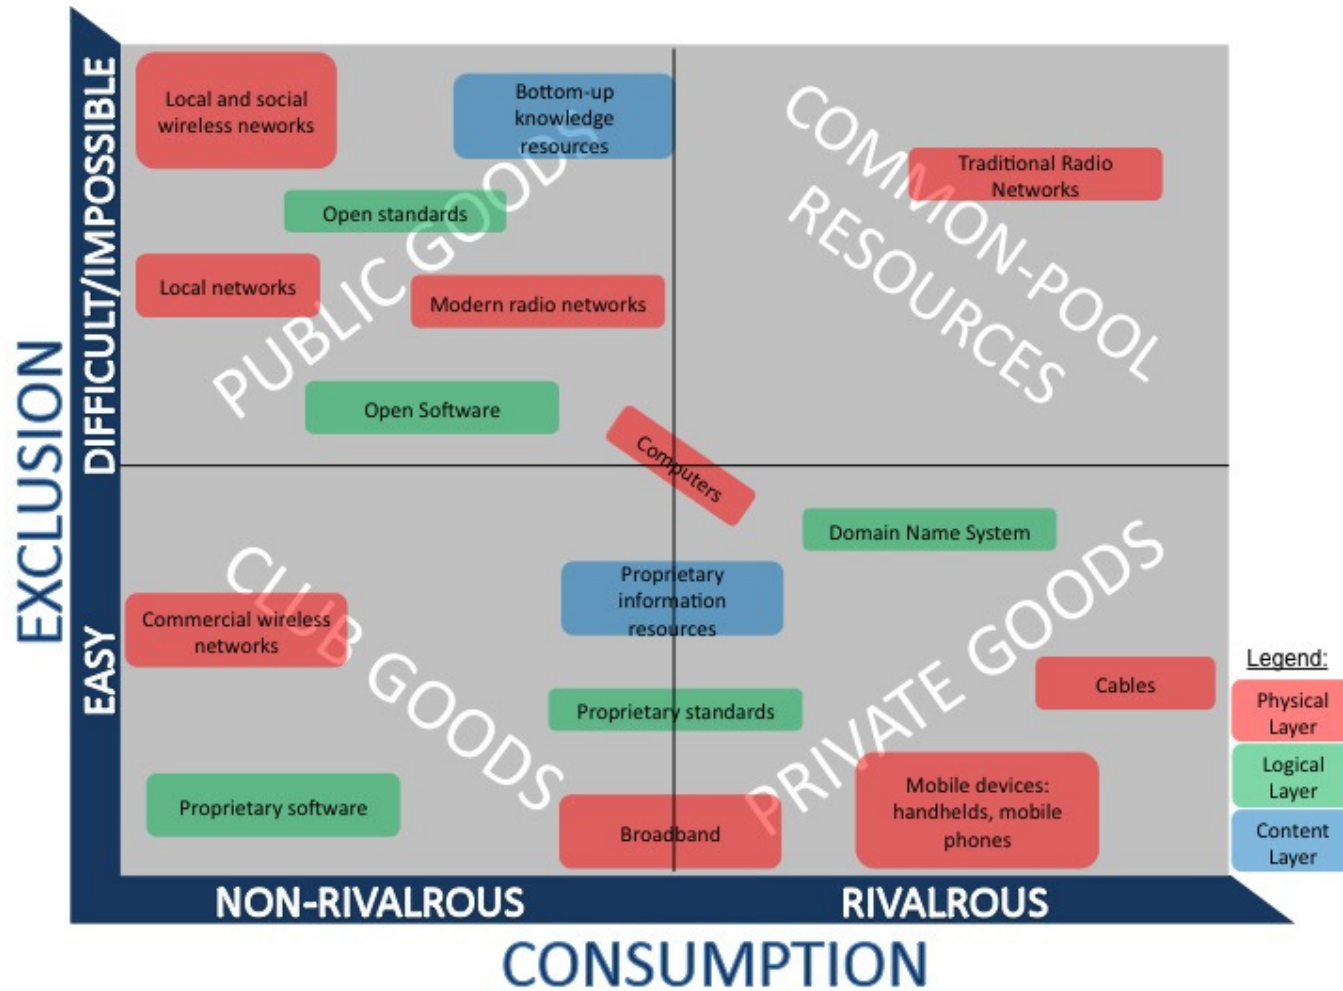 EXCLUSION
DIFFICULT/IMPOSSIBLE
EASY
Local and social
wireless neworks
Bottom-up
knowledge
resources
Open standards
Local networks
Modern radio networks
Open Software
PUBLIC GOODS
COMMON-POOL
RESOURCES
Traditional Radio
Networks
Computers
CLUB GOODS
Commercial wireless
networks
Proprietary
information
resources
Proprietary standards
Proprietary software
Broadband
PRIVATE GOODS
Domain Name System
Cables
Mobile devices:
handhelds, mobile
phones
Legend:
Physical
Layer
Logical
Layer
Content
Layer
NON-RIVALROUS
RIVALROUS
CONSUMPTION